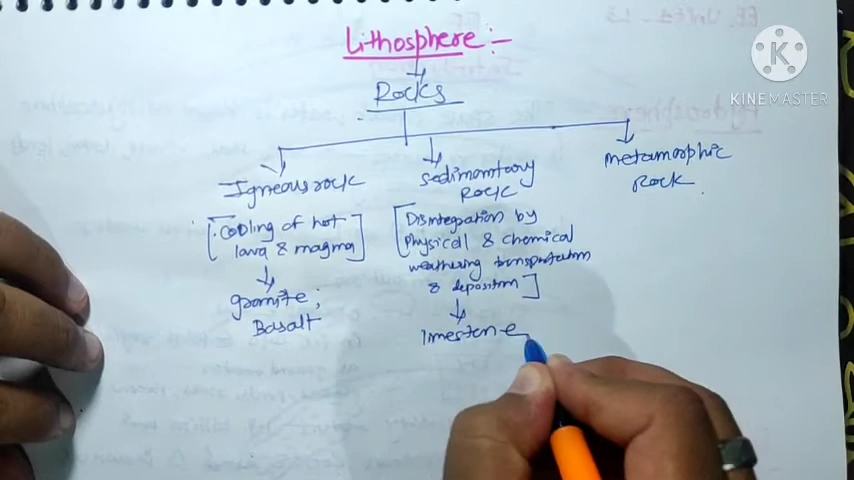 Lithosphere :-
Rocks
Igneous rock
Sedimentory
Rock
metamorphic
Rock
Cooling of hot
lava & magma
Disintegration by
physical & chemical
weathering transportation
& deposition
granite;
Basalt
limestone
K
KINEMASTER